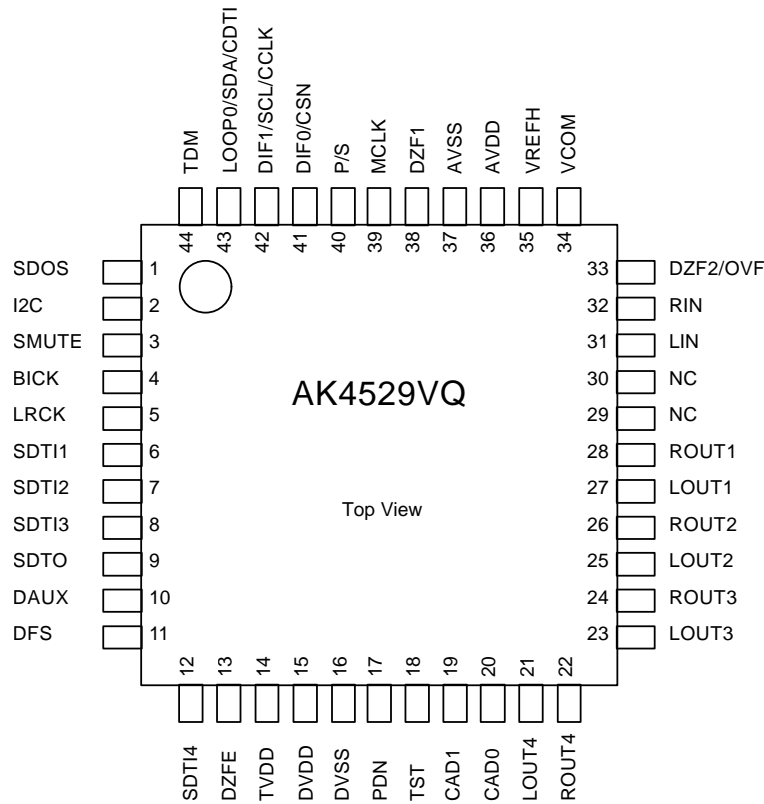 TDM
LOOP0/SDA/CDTI
DIF1/SCL/CCLK
DIF0/CSN
P/S
MCLK
DZF1
AVSS
AVDD
VREFH
VCOM
44
43
42
41
40
39
38
37
36
35
34
SDOS 1
I2C 2
SMUTE 3
BICK 4
LRCK 5
SDTI1 6
SDTI2 7
SDTI3 8
SDTO 9
DAUX 10
DFS 11
AK4529VQ
Top View
33 DZF2/OVF
32 RIN
31 LIN
30 NC
29 NC
28 ROUT1
27 LOUT1
26 ROUT2
25 LOUT2
24 ROUT3
23 LOUT3
12
13
14
15
16
17
18
19
20
21
22
SDTI4
DZFE
TVDD
DVDD
DVSS
PDN
TST
CAD1
CAD0
LOUT4
ROUT4